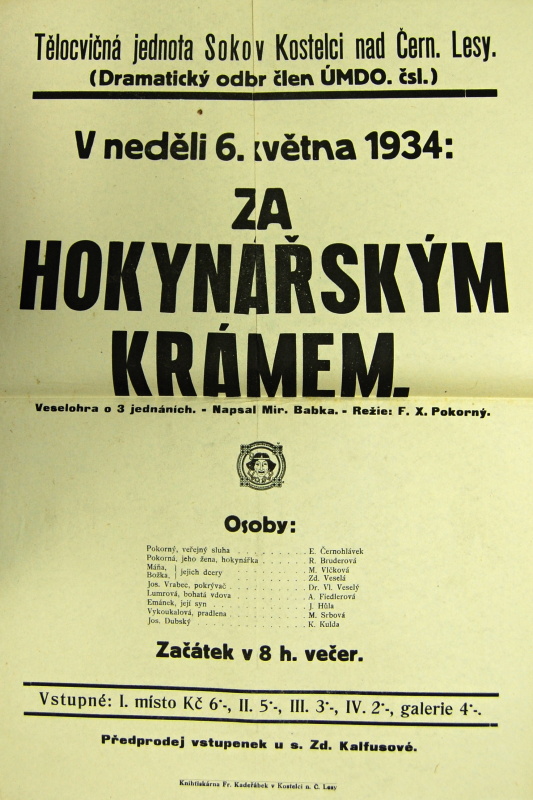 Tělocvičná jednota Sokov Kostelci nad Čern. Lesy.
(Dramatický odbr člen ÚMDO. čsl.)
V neděli 6. května 1934:
ZA
HOKYNAŘSKÝM
KRÁMEM.
Veselohra o 3 jednáních. - Napsal Mir. Babka. - Režie: F. X. Pokorný.
Osoby:
Pokorný, veřejný sluha . . . . . . . . . E. Černohlávek
Pokorná, jeho žena, hokynářka . . . . . . R. Bruderová
Máňa, } jejich dcery . . . . . . . . . M. Vlčková
Božka, Zd. Veselá
Jos. Vrabec, pokrývač . . . . . . . . . Dr. Vl. Veselý
Lumrová, bohatá vdova . . . . . . . . . A. Fiedlerová
Emánek, její syn . . . . . . . . . . . J. Hůla
Vykoukalová, pradlena . . . . . . . . . M. Srbová
Jos. Dubský . . . . . . . . . . . . . K. Kulda
Začátek v 8 h. večer.
Vstupné: I. místo Kč 6·-, II. 5·-, III. 3·-, IV. 2·-, galerie 4·-.
Předprodej vstupenek u s. Zd. Kalfusové.
Knihtiskárna Fr. Kadeřábek v Kostelci n. Č. Lesy